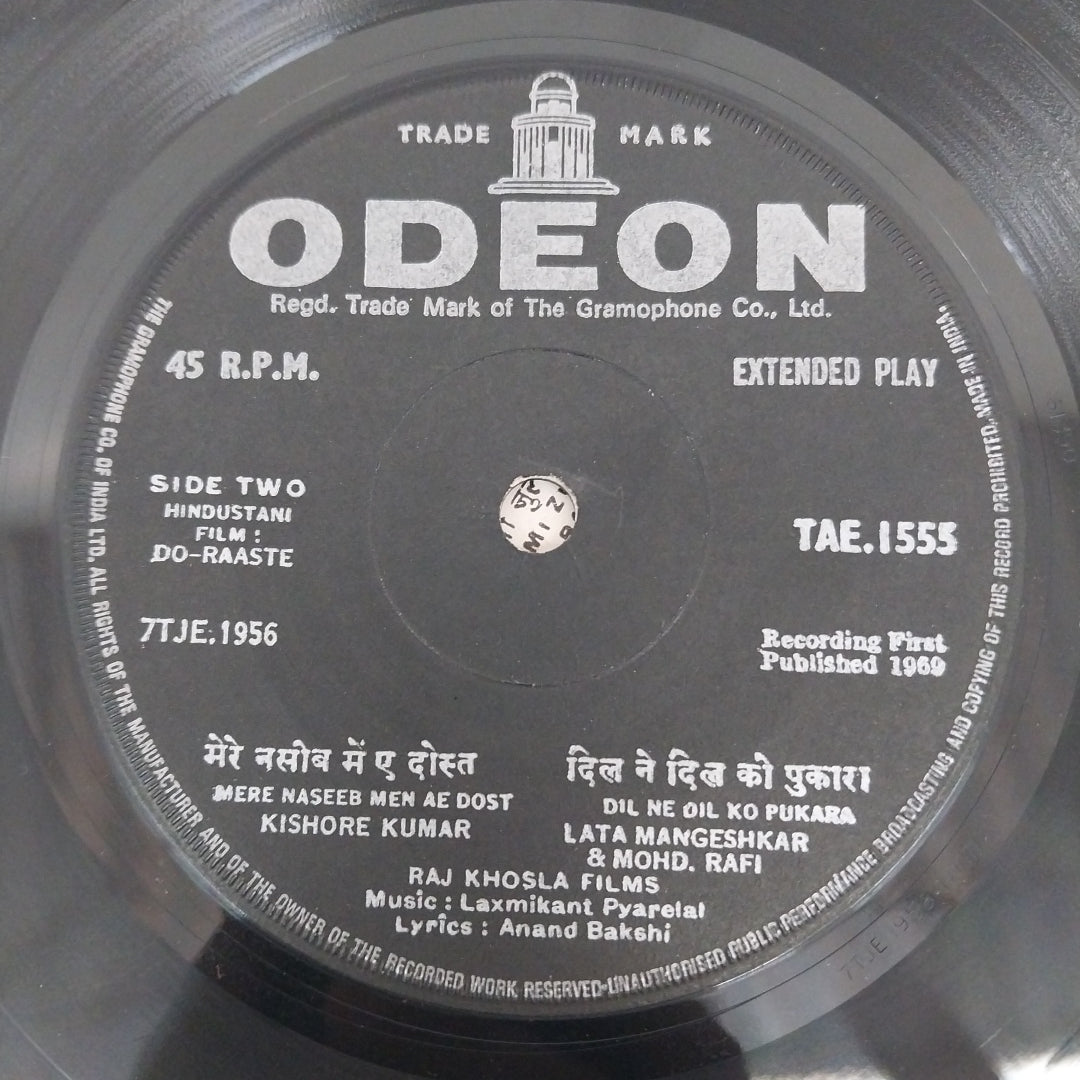 TRADE MARK
ODEON
Regd. Trade Mark of The Gramophone Co., Ltd.
45 R.P.M.
EXTENDED PLAY
SIDE TWO
HINDUSTANI
FILM :
DO-RAASTE
TAE.1555
7TJE.1956
Recording First
Published 1969
मेरे नसीब में ए दोस्त
MERE NASEEB MEN AE DOST
KISHORE KUMAR
दिल ने दिल को पुकारा
DIL NE DIL KO PUKARA
LATA MANGESHKAR
& MOHD. RAFI
RAJ KHOSLA FILMS
Music : Laxmikant Pyarelal
Lyrics : Anand Bakshi
THE GRAMOPHONE CO. OF INDIA LTD. ALL RIGHTS OF THE MANUFACTURER AND OF THE OWNER OF THE RECORDED WORK RESERVED-UNAUTHORISED PUBLIC PERFORMANCE BROADCASTING AND COPYING OF THIS RECORD PROHIBITED. MADE IN INDIA.